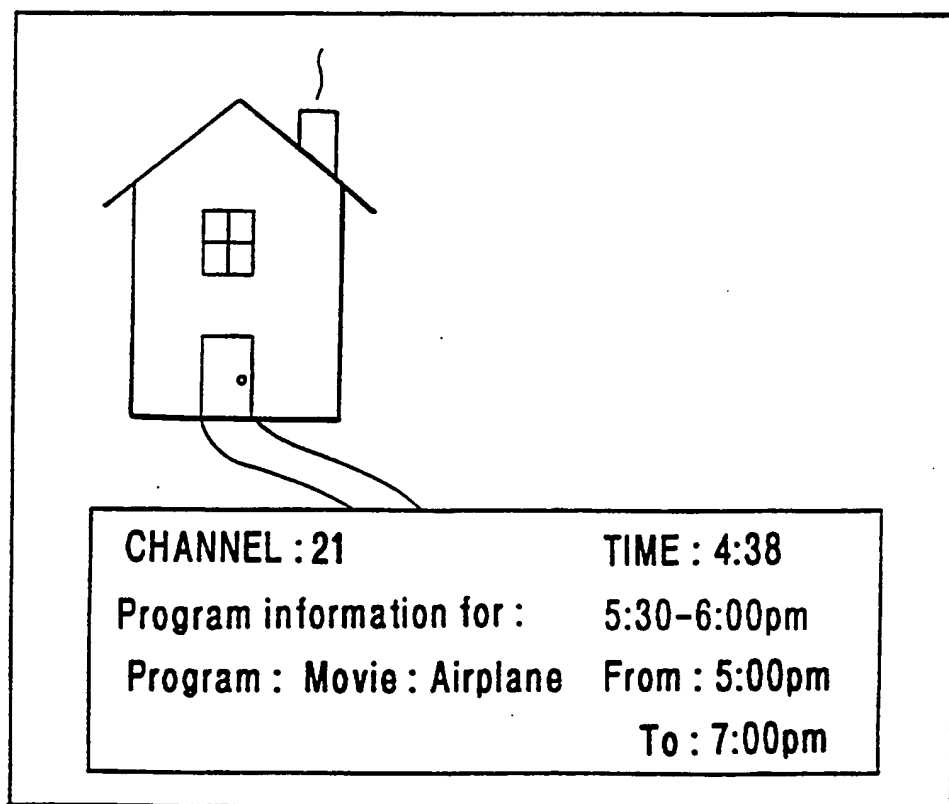 CHANNEL : 21 TIME : 4:38
Program information for : 5:30-6:00pm
Program : Movie : Airplane From : 5:00pm
To : 7:00pm